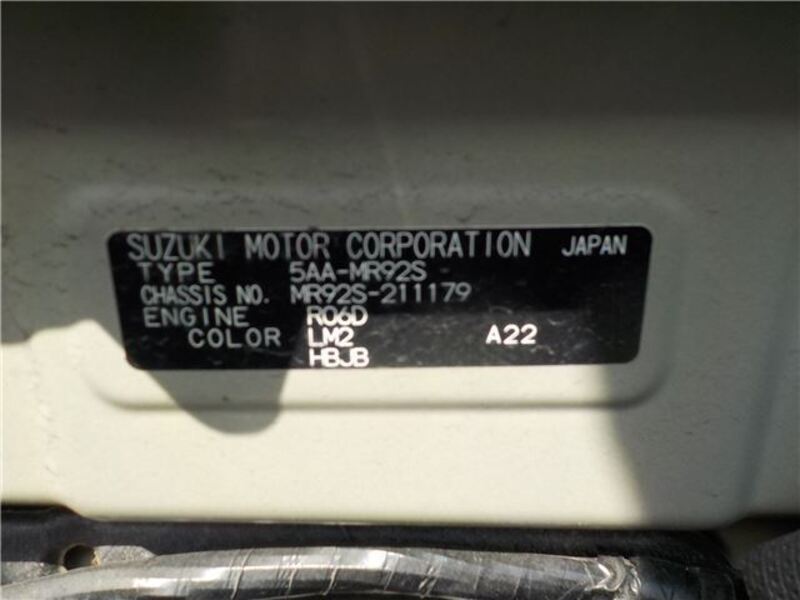 SUZUKI MOTOR CORPORATION JAPAN
TYPE 5AA-MR92S
CHASSIS NO. MR92S-211179
ENGINE R06D
COLOR LM2 A22
HBJB